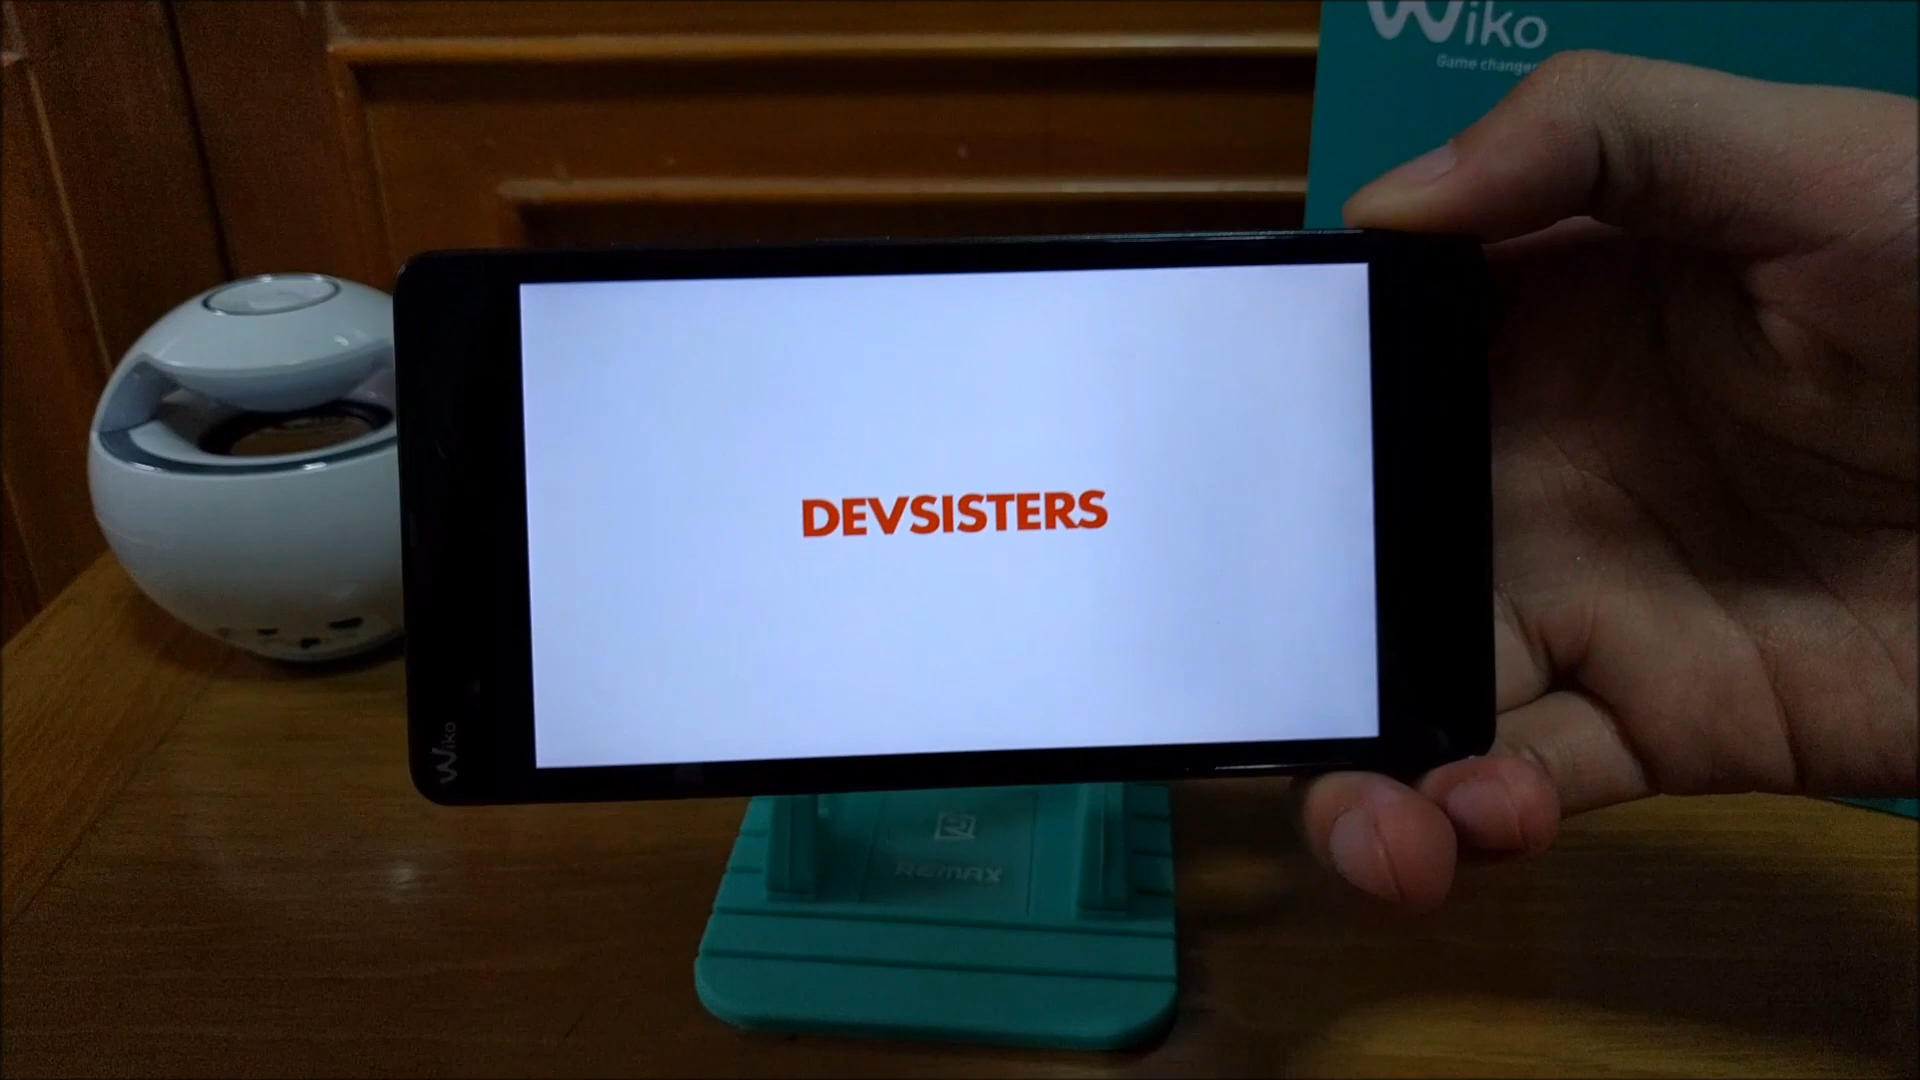 Wiko
Game changer
DEVSISTERS
Wiko
REMAX